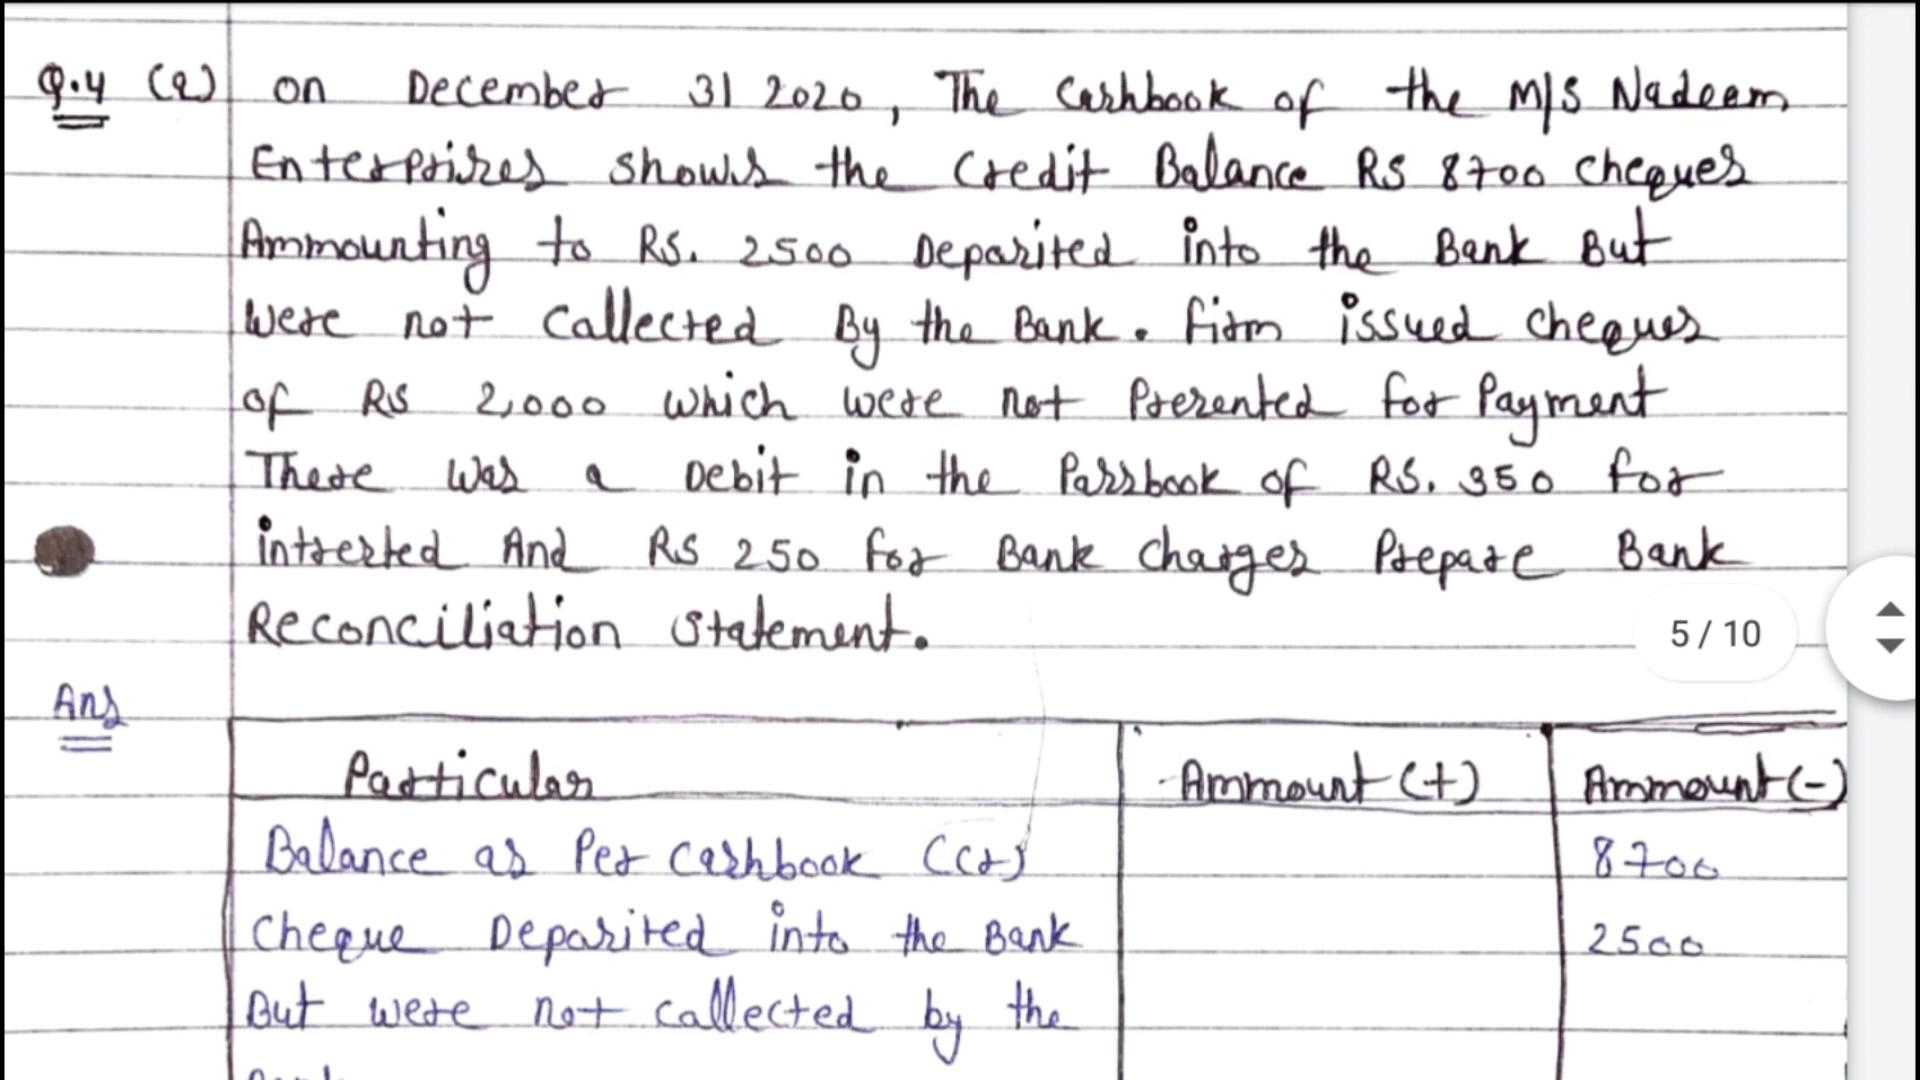 Q.4 (a) on December 31 2020, The Cashbook of the M/S Nadeem
Enterprises shows the Credit Balance RS 8700 Cheques
Ammounting to RS. 2500 Deposited into the Bank But
Were not Collected By the Bank. firm issued cheques
of RS 2,000 which were not Presented for Payment
There Was a Debit in the Passbook of RS. 350 for
intrested And RS 250 for Bank Charges Prepare Bank
Reconciliation Statement.
5 / 10
Ans
Particular Ammount (+) Ammount (-)
Balance as Per Cashbook (Cr) 8700
Cheque Deposited into the Bank 2500
But were not collected by the